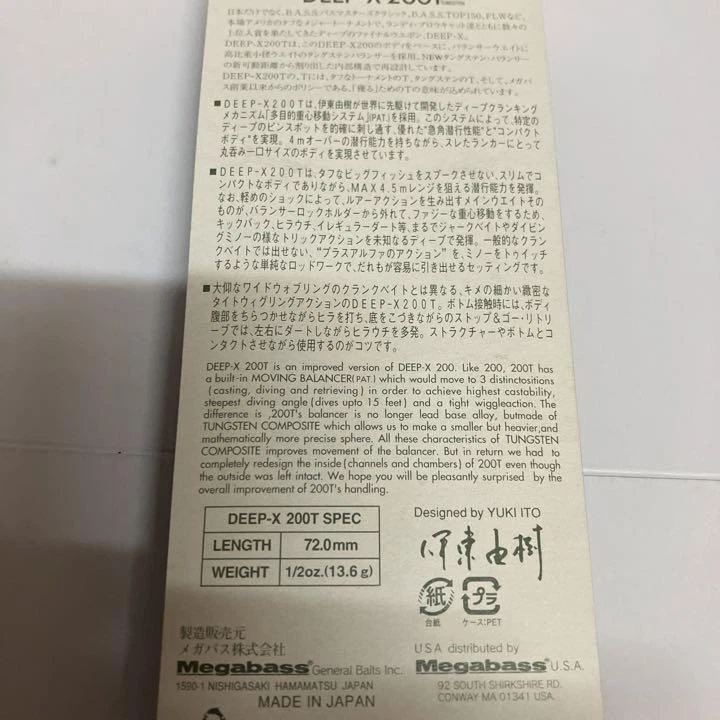 DEEP-X 200T
日本だけでなく、B.A.S.S.バスマスターズクラシック、B.A.S.S.TOP150、FLWなど、
本場アメリカのタフなメジャートーナメントで、ランディーブロウキャット達とともに数々の
上位入賞を果たしてきたディープのファイナルウエポン、DEEP-X。
DEEP-X200Tは、このDEEP-X200のボディをベースに、バランサーウエイトに
高比重小径ウエイトのタングステンバランサーを採用。NEWタングステン・バランサー
の新可動距離から割り出した内部構造で再設計しています。
DEEP-X200Tの、Tには、タフなトーナメントのT、タングステンのT、そして、メガバ
ス創業以来からのポリシーである、「優る」ためのTの意味が込められています。
■DEEP-X200Tは、伊東由樹が世界に先駆けて開発したディープクランキング
メカニズム「多目的重心移動システム」(PAT.)を採用。このシステムによって、特定の
ディープのピンスポットを的確に刺し通す、優れた"急角潜行性能"と"コンパクト
ボディ"を実現。4mオーバーの潜行能力を持ちながら、スレたランカーにとって
丸呑み一口サイズのボディを実現させています。
■DEEP-X200Tは、タフなビッグフィッシュをスプークさせない、スリムでコ
ンパクトなボディでありながら、MAX4.5mレンジを狙える潜行能力を発揮。
なお、軽めのショックによって、ルアーアクションを生み出すメインウエイトそ
のものが、バランサーロックホルダーから外れて、ファジーな重心移動をするため、
キックバック、ヒラウチ、イレギュラーダート等、まるでジャークベイトやダイビン
グミノーの様なトリックアクションを未知なるディープで発揮。一般的なクラン
クベイトでは出せない、"プラスアルファのアクション"を、ミノーをトゥイッチ
するような単純なロッドワークで、だれもが容易に引き出せるセッティングです。
■大仰なワイドウォブリングのクランクベイトとは異なる、キメの細かい緻密な
タイトウィグリングアクションのDEEP-X200T。ボトム接触時には、ボディ
腹部をちらつかせながらヒラを打ち、底をこづきながらのストップ&ゴー・リトリ
ーブでは、左右にダートしながらヒラウチを多発。ストラクチャーやボトムとコ
ンタクトさせながら使用するのがコツです。
DEEP-X 200T is an improved version of DEEP-X 200. Like 200, 200T has
a built-in MOVING BALANCER(PAT.) which would move to 3 distinctositions
(casting, diving and retrieving) in order to achieve highest castability,
steepest diving angle(dives upto 15 feet) and a tight wiggleaction. The
difference is ,200T's balancer is no longer lead base alloy, butmade of
TUNGSTEN COMPOSITE which allows us to make a smaller but heavier,and
mathematically more precise sphere. All these characteristics of TUNGSTEN
COMPOSITE improves movement of the balancer. But in return we had to
completely redesign the inside(channels and chambers) of 200T even though
the outside was left intact. We hope you will be pleasantly surprised by the
overall improvement of 200T's handling.
DEEP-X 200T SPEC
LENGTH 72.0mm
WEIGHT 1/2oz.(13.6g)
Designed by YUKI ITO
伊東由樹
紙 プラ
台紙 ケース:PET
製造販売元
メガバス株式会社
Megabass General Baits Inc.
1590-1 NISHIGASAKI HAMAMATSU JAPAN
MADE IN JAPAN
USA distributed by
Megabass U.S.A.
92 SOUTH SHIRKSHIRE RD.
CONWAY MA 01341 USA.